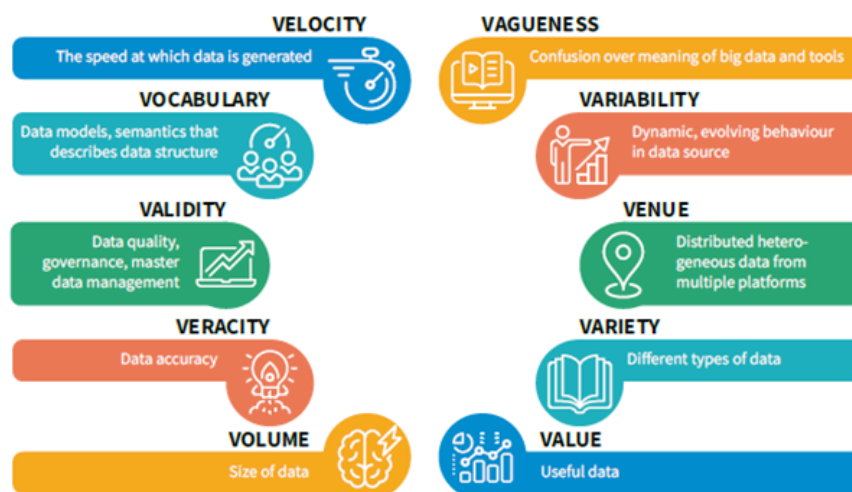 VELOCITY
The speed at which data is generated
VOCABULARY
Data models, semantics that
describes data structure
VALIDITY
Data quality,
governance, master
data management
VERACITY
Data accuracy
VOLUME
Size of data
VAGUENESS
Confusion over meaning of big data and tools
VARIABILITY
Dynamic, evolving behaviour
in data source
VENUE
Distributed hetero-
geneous data from
multiple platforms
VARIETY
Different types of data
VALUE
Useful data